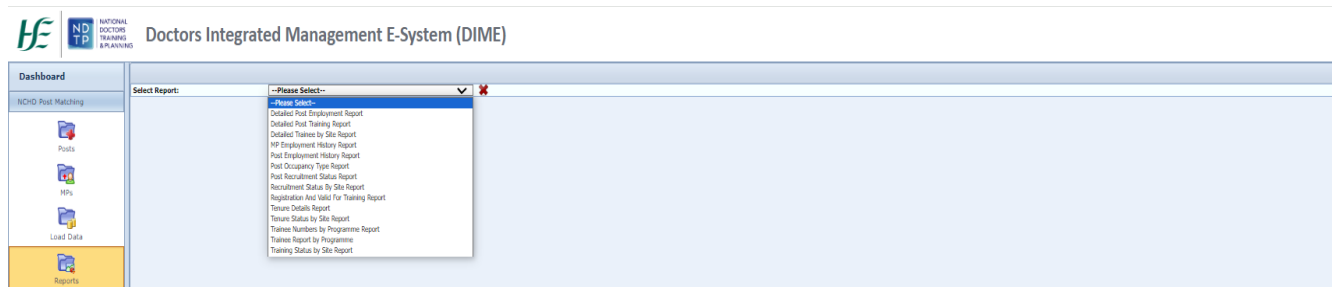 NATIONAL
DOCTORS
TRAINING
& PLANNING
ND
TP
Doctors Integrated Management E-System (DIME)
Dashboard
NCHD Post Matching
Posts
MPs
Load Data
Reports
Select Report:
--Please Select--
--Please Select--
Detailed Post Employment Report
Detailed Post Training Report
Detailed Trainee by Site Report
MP Employment History Report
Post Employment History Report
Post Occupancy Type Report
Post Recruitment Status Report
Recruitment Status By Site Report
Registration And Valid For Training Report
Tenure Details Report
Tenure Status by Site Report
Trainee Numbers by Programme Report
Trainee Report by Programme
Training Status by Site Report